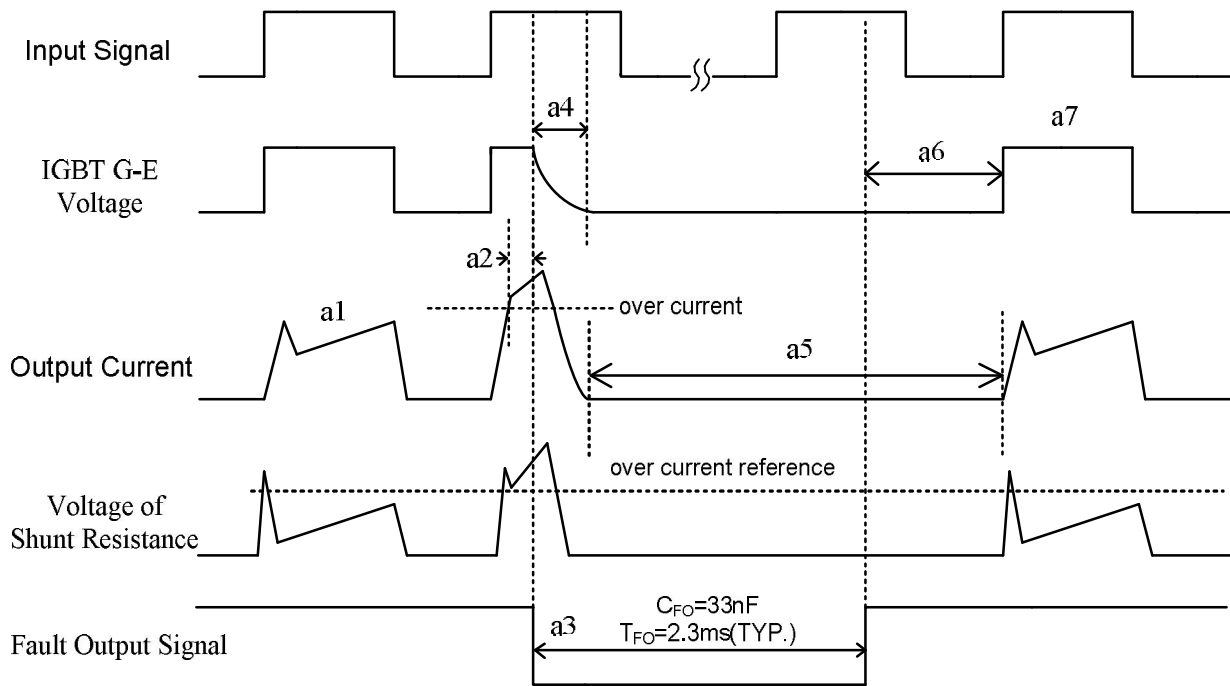 Input Signal
a4
a7
a6
IGBT G-E
Voltage
a2
over current
a1
a5
Output Current
over current reference
Voltage of
Shunt Resistance
CFO=33nF
a3
TFO=2.3ms(TYP.)
Fault Output Signal